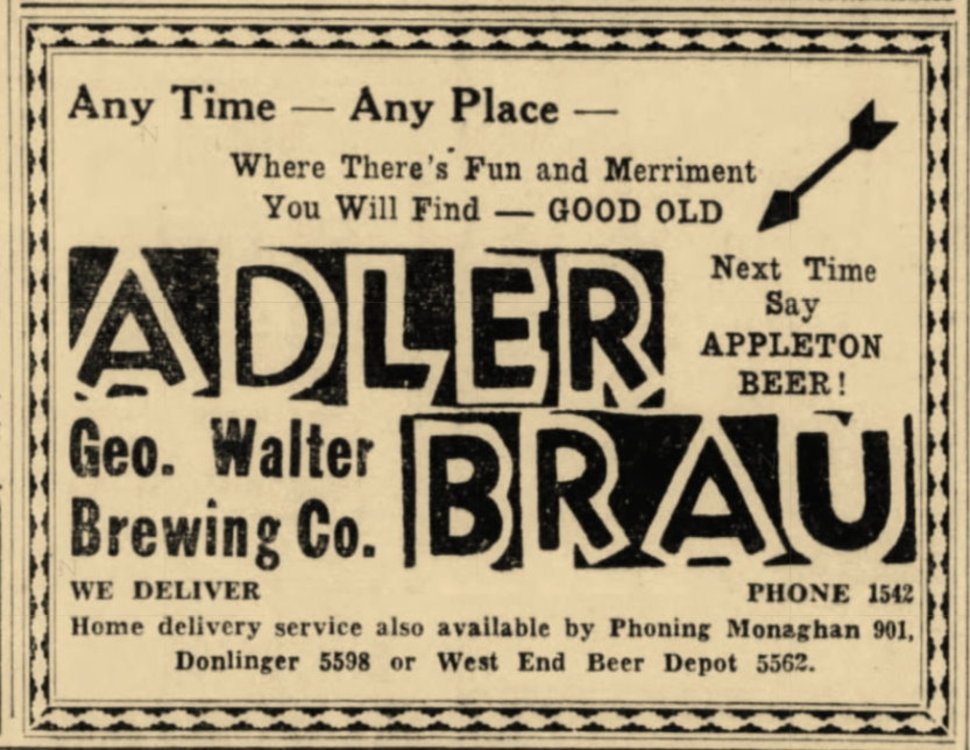 Any Time — Any Place —
Where There's Fun and Merriment
You Will Find — GOOD OLD
ADLER
Next Time
Say
APPLETON
BEER!
BRAU
Geo. Walter
Brewing Co.
WE DELIVER
PHONE 1542
Home delivery service also available by Phoning Monaghan 901,
Donlinger 5598 or West End Beer Depot 5562.